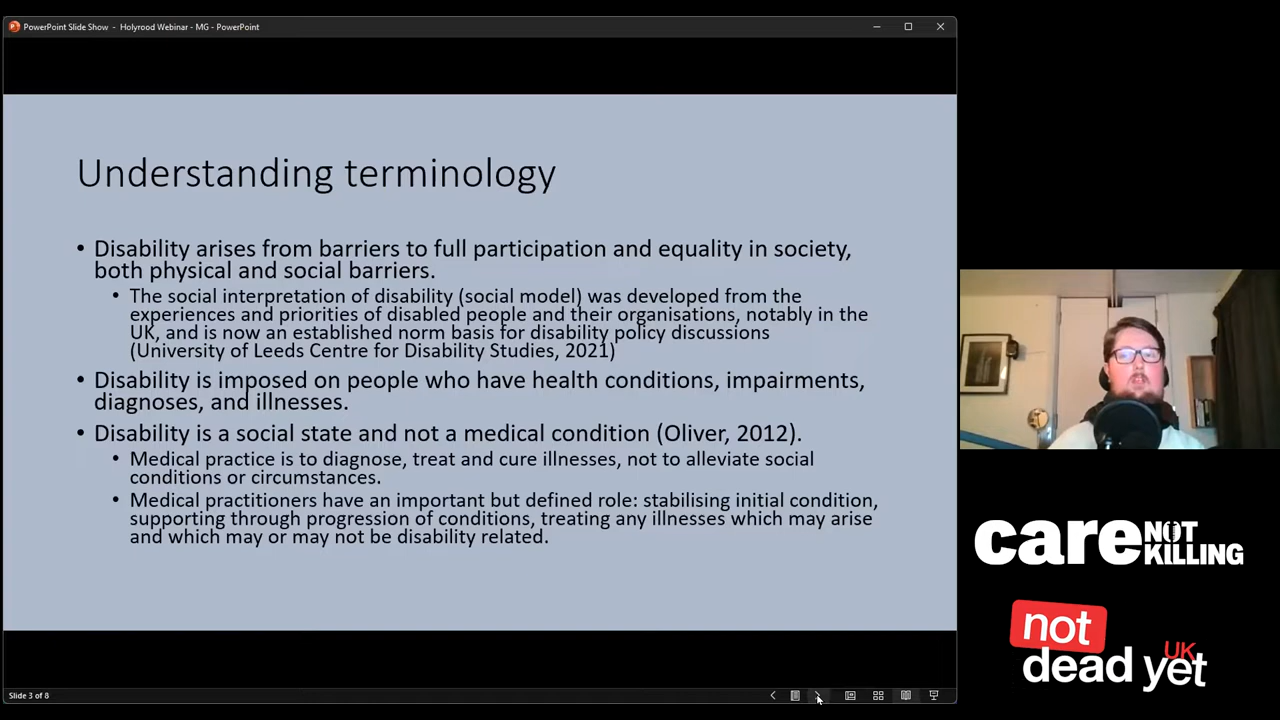 PowerPoint Slide Show - Holyrood Webinar - MG - PowerPoint
Understanding terminology
• Disability arises from barriers to full participation and equality in society,
both physical and social barriers.
• The social interpretation of disability (social model) was developed from the
experiences and priorities of disabled people and their organisations, notably in the
UK, and is now an established norm basis for disability policy discussions
(University of Leeds Centre for Disability Studies, 2021)
• Disability is imposed on people who have health conditions, impairments,
diagnoses, and illnesses.
• Disability is a social state and not a medical condition (Oliver, 2012).
• Medical practice is to diagnose, treat and cure illnesses, not to alleviate social
conditions or circumstances.
• Medical practitioners have an important but defined role: stabilising initial condition,
supporting through progression of conditions, treating any illnesses which may arise
and which may or may not be disability related.
Slide 3 of 8
care NOT KILLING
not dead yet UK